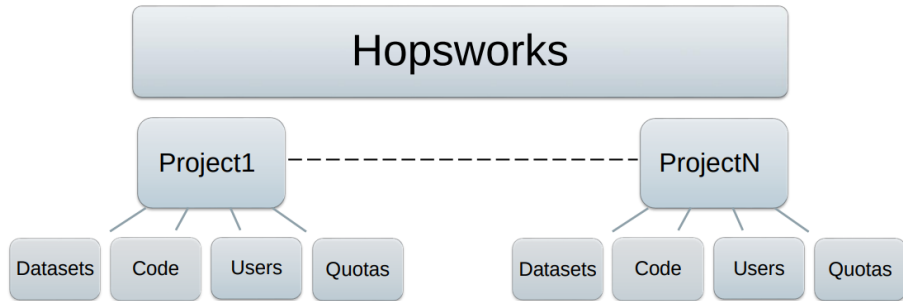 Hopsworks
Project1
ProjectN
Datasets
Code
Users
Quotas
Datasets
Code
Users
Quotas